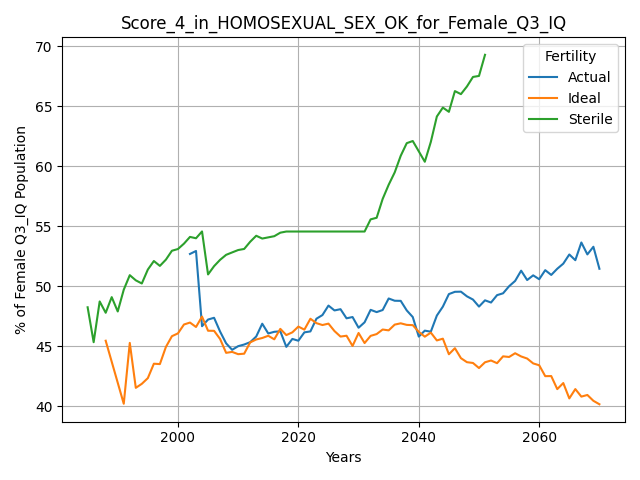 Score_4_in_HOMOSEXUAL_SEX_OK_for_Female_Q3_IQ
% of Female Q3_IQ Population
70
65
60
55
50
45
40
Fertility
Actual
Ideal
Sterile
2000 2020 2040 2060
Years